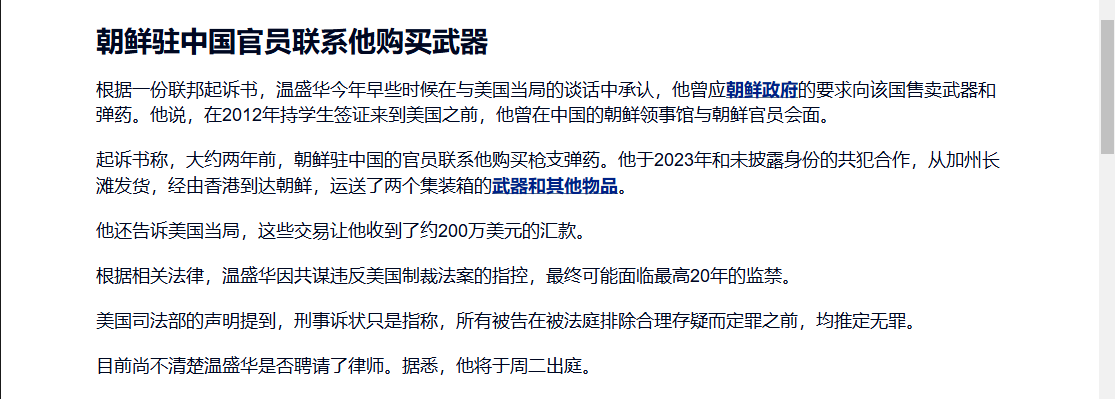 朝鲜驻中国官员联系他购买武器
根据一份联邦起诉书，温盛华今年早些时候在与美国当局的谈话中承认，他曾应朝鲜政府的要求向该国售卖武器和
弹药。他说，在2012年持学生签证来到美国之前，他曾在中国的朝鲜领事馆与朝鲜官员会面。
起诉书称，大约两年前，朝鲜驻中国的官员联系他购买枪支弹药。他于2023年和未披露身份的共犯合作，从加州长
滩发货，经由香港到达朝鲜，运送了两个集装箱的武器和其他物品。
他还告诉美国当局，这些交易让他收到了约200万美元的汇款。
根据相关法律，温盛华因共谋违反美国制裁法案的指控，最终可能面临最高20年的监禁。
美国司法部的声明提到，刑事诉状只是指称，所有被告在被法庭排除合理存疑而定罪之前，均推定无罪。
目前尚不清楚温盛华是否聘请了律师。据悉，他将于周二出庭。